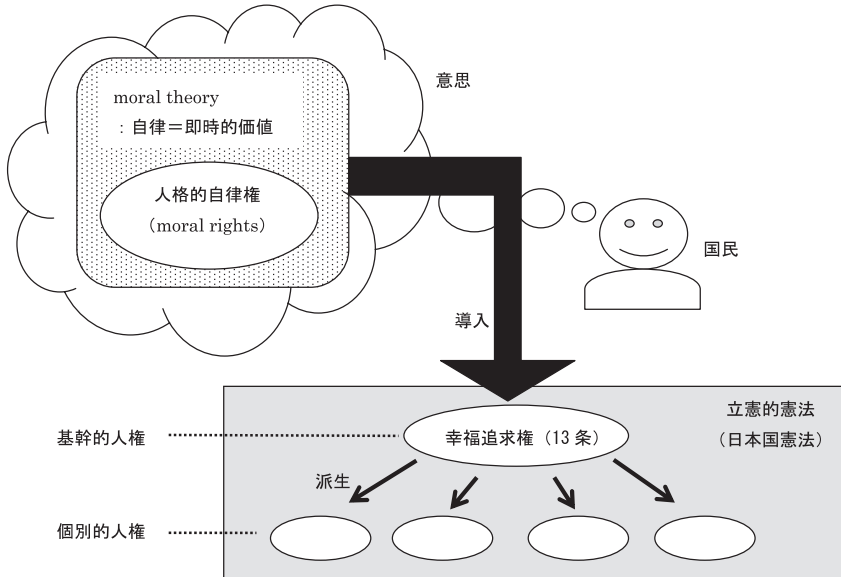 意思
moral theory
：自律＝即時的価値
人格的自律権
（moral rights）
国民
導入
立憲的憲法
（日本国憲法）
基幹的人権
幸福追求権（13 条）
派生
個別的人権